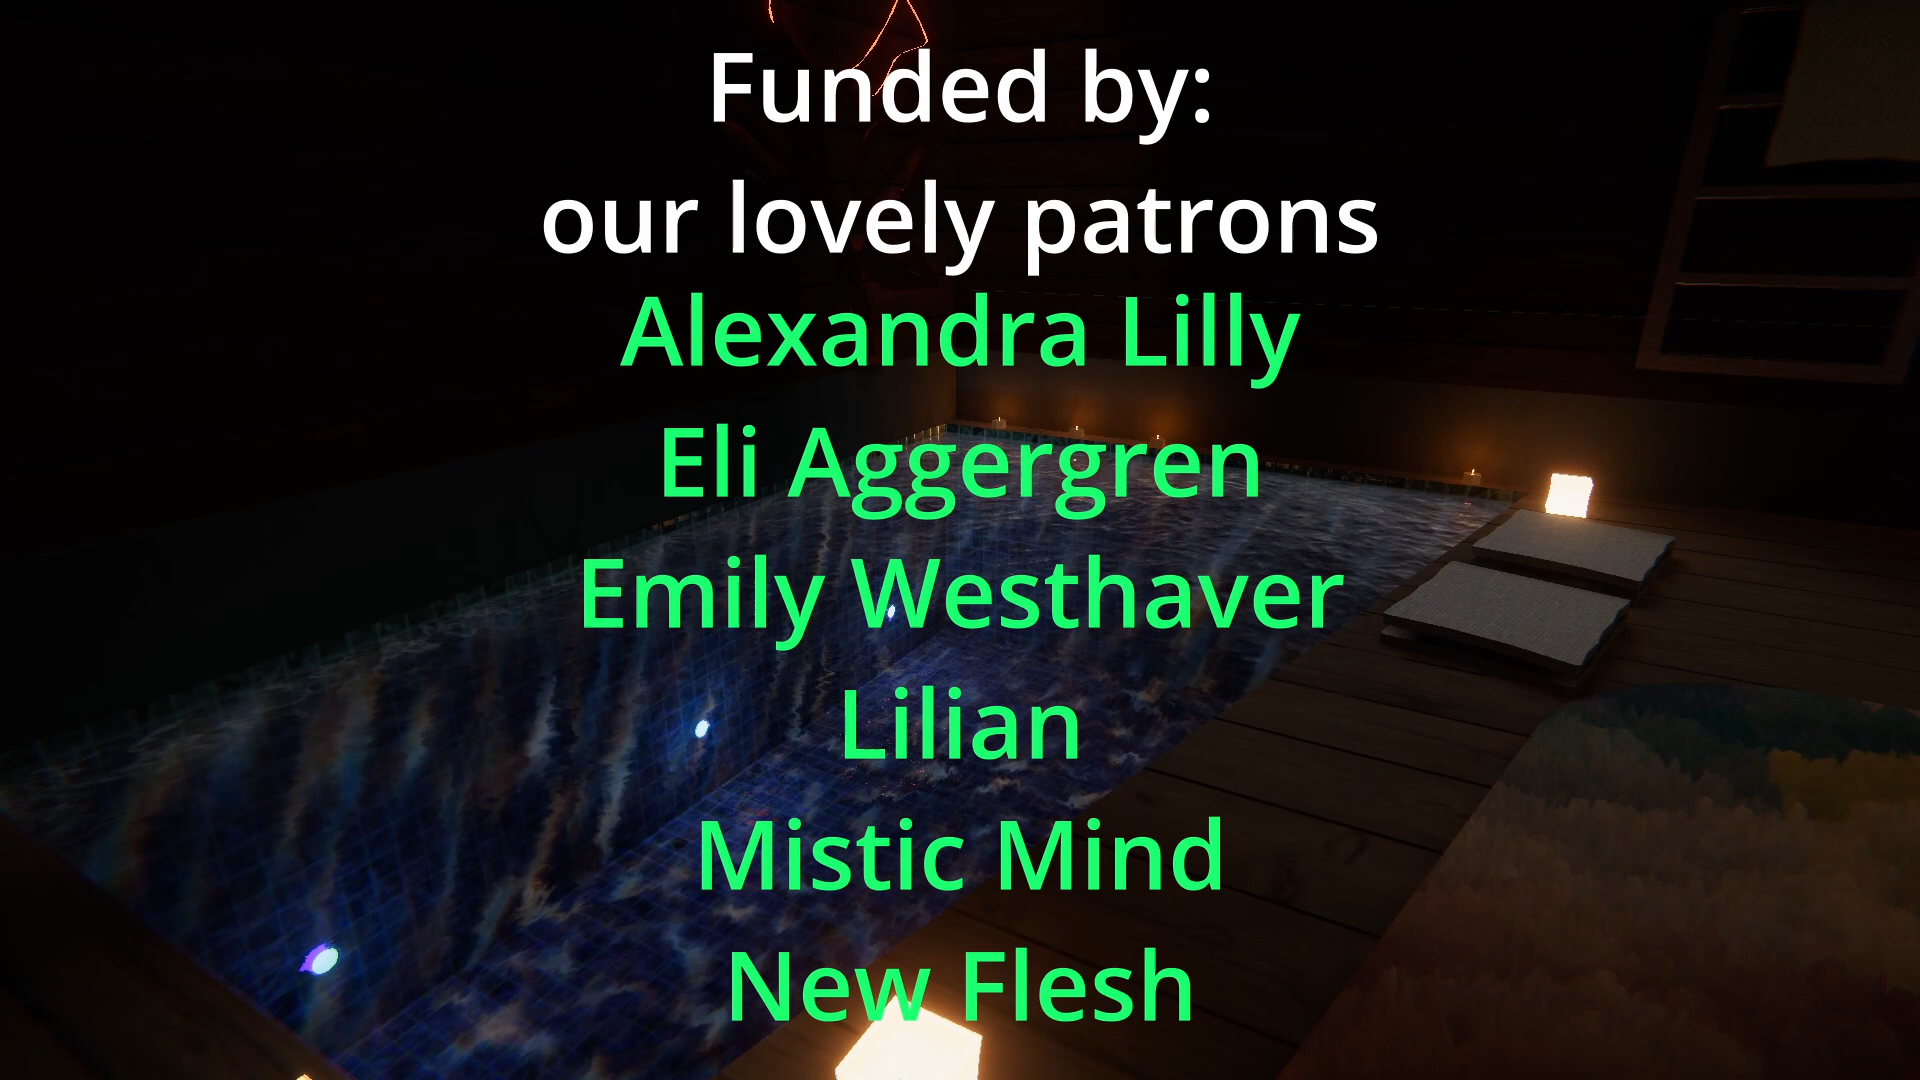 Funded by:
our lovely patrons
Alexandra Lilly
Eli Aggergren
Emily Westhaver
Lilian
Mistic Mind
New Flesh